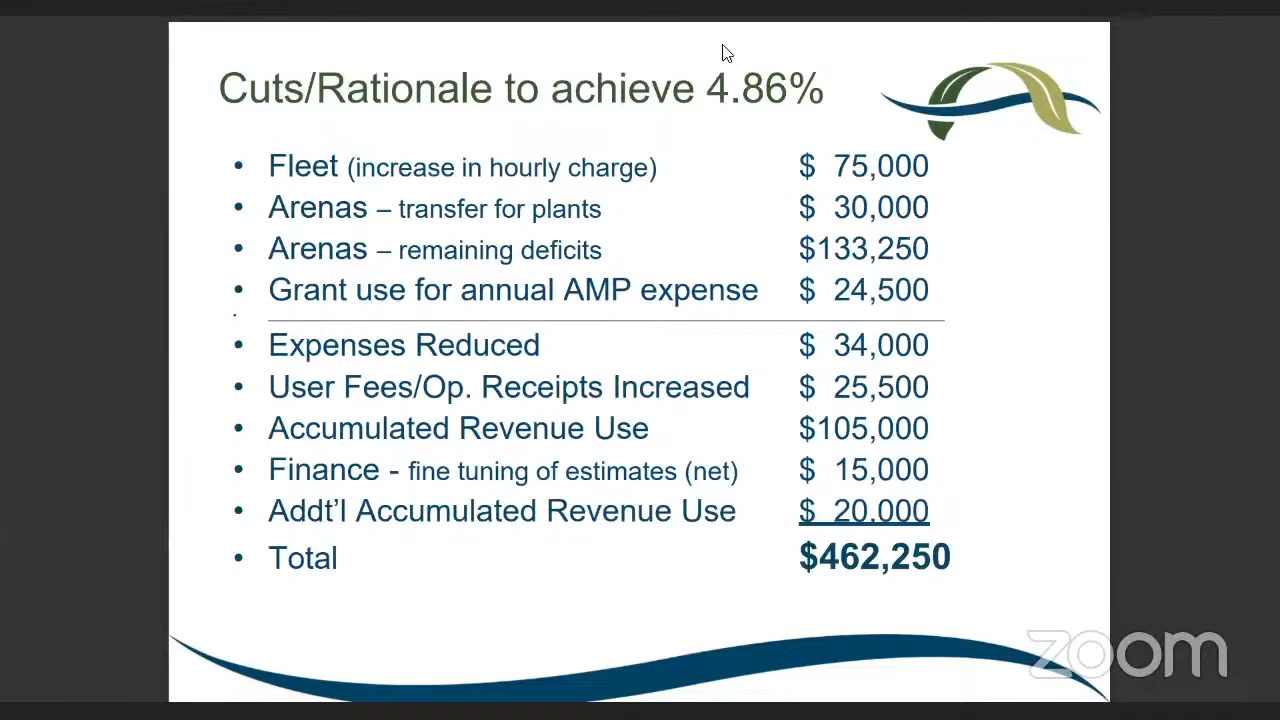 Cuts/Rationale to achieve 4.86%
• Fleet (increase in hourly charge) $ 75,000
• Arenas – transfer for plants $ 30,000
• Arenas – remaining deficits $133,250
• Grant use for annual AMP expense $ 24,500
•
• Expenses Reduced $ 34,000
• User Fees/Op. Receipts Increased $ 25,500
• Accumulated Revenue Use $105,000
• Finance - fine tuning of estimates (net) $ 15,000
• Addt'l Accumulated Revenue Use $ 20,000
• Total $462,250
zoom